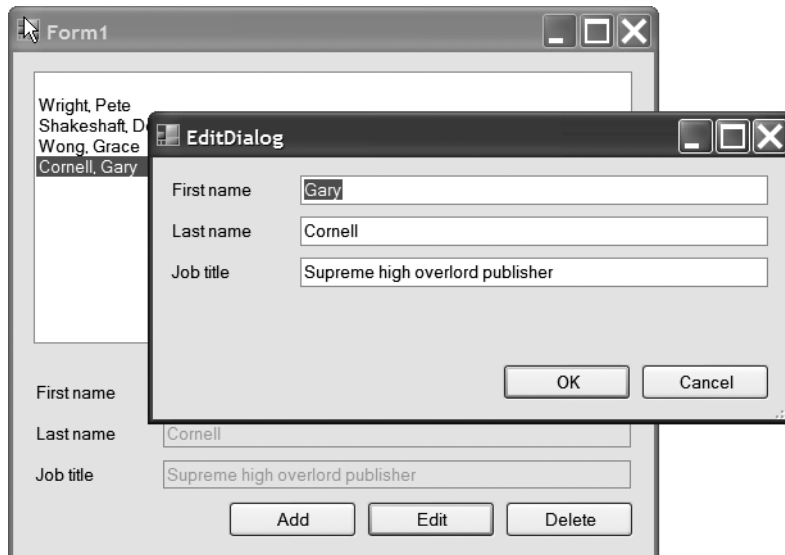 Form1
Wright, Pete
Shakeshaft,
Wong, Grace
Cornell, Gary
EditDialog
First name Gary
Last name Cornell
Job title Supreme high overlord publisher
OK Cancel
First name
Last name Cornell
Job title Supreme high overlord publisher
Add Edit Delete